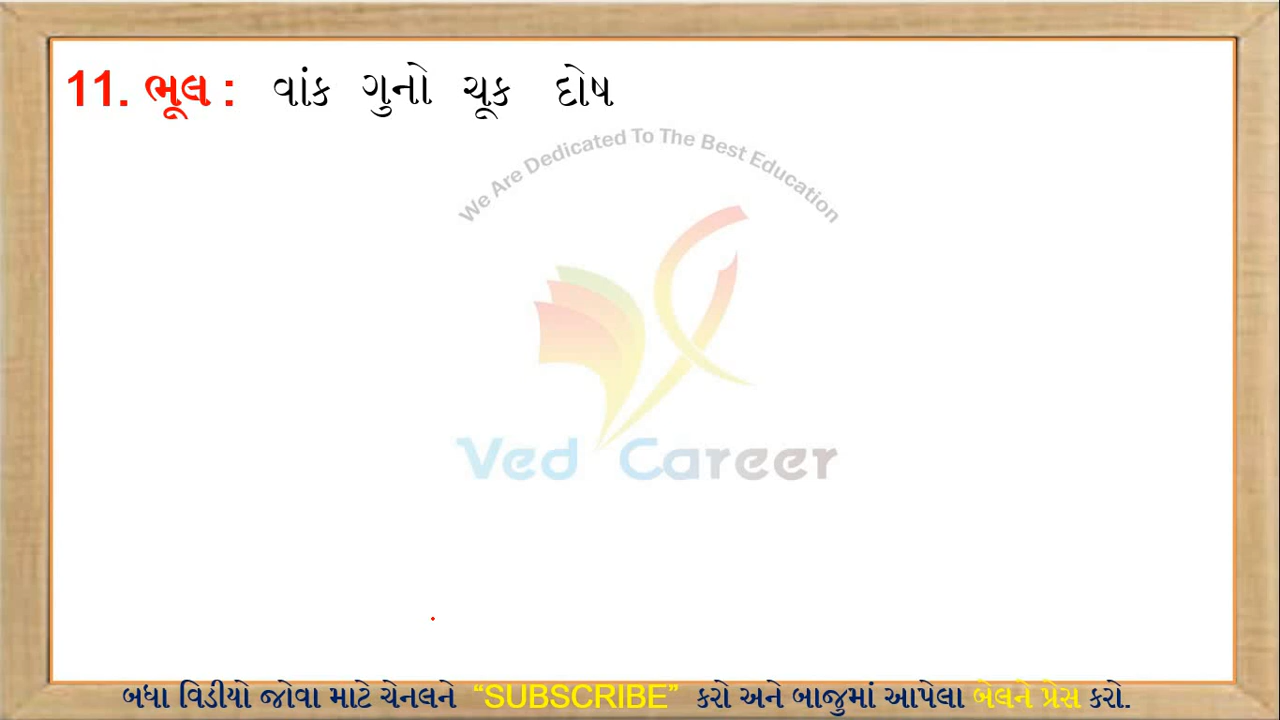 11. ભૂલ : વાંક ગુનો ચૂક દોષ
We Are Dedicated To The Best Education
Ved Career
બધા વિડીયો જોવા માટે ચેનલને “SUBSCRIBE” કરો અને બાજુમાં આપેલા બેલને પ્રેસ કરો.